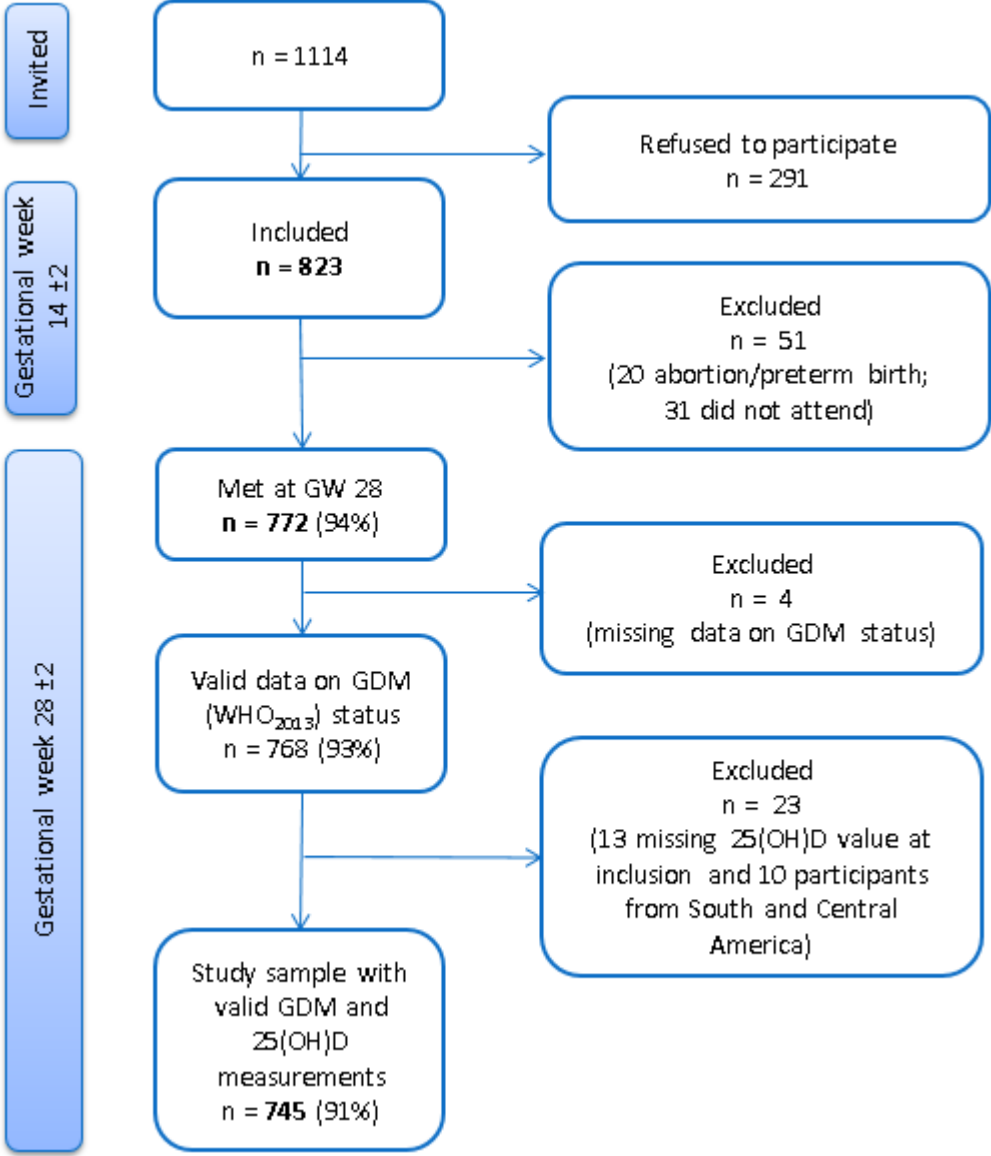 Invited
n = 1114
Refused to participate
n = 291
Gestational week
14 ±2
Included
n = 823
Excluded
n = 51
(20 abortion/preterm birth;
31 did not attend)
Gestational week 28 ±2
Met at GW 28
n = 772 (94%)
Excluded
n = 4
(missing data on GDM status)
Valid data on GDM
(WHO₂₀₁₃) status
n = 768 (93%)
Excluded
n = 23
(13 missing 25(OH)D value at
inclusion and 10 participants
from South and Central
America)
Study sample with
valid GDM and
25(OH)D
measurements
n = 745 (91%)